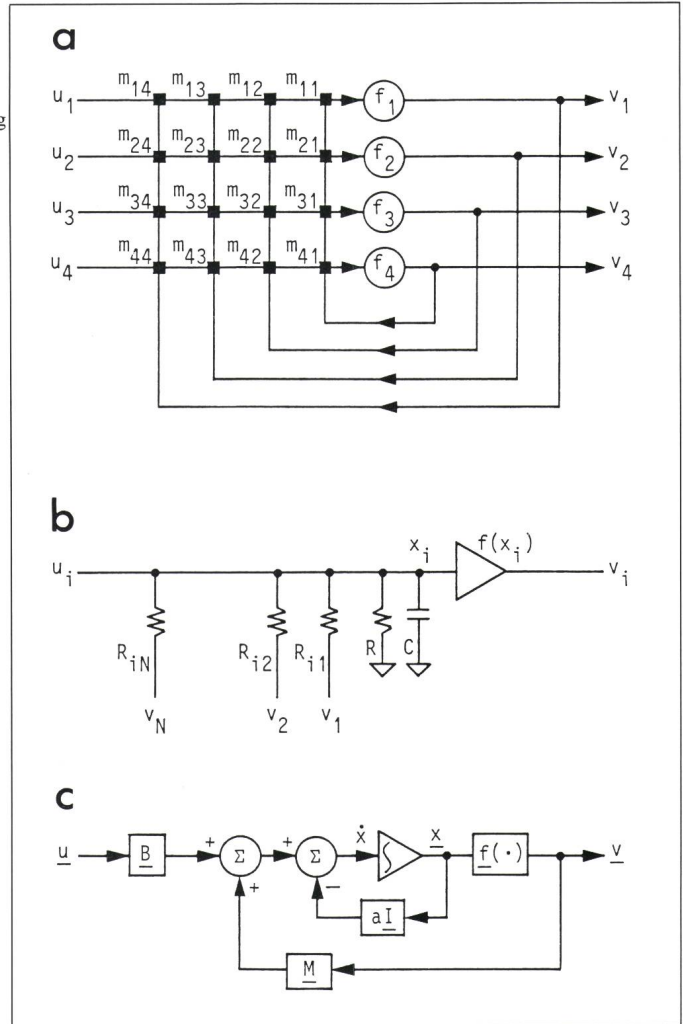 a
m14 m13 m12 m11
u1 f1 v1
m24 m23 m22 m21
u2 f2 v2
m34 m33 m32 m31
u3 f3 v3
m44 m43 m42 m41
u4 f4 v4
b
ui xi f(xi) vi
RiN Ri2 Ri1 R C
vN v2 v1
c
u B + Σ + Σ ẋ ∫ x f(·) v
+ −
aI
M
g